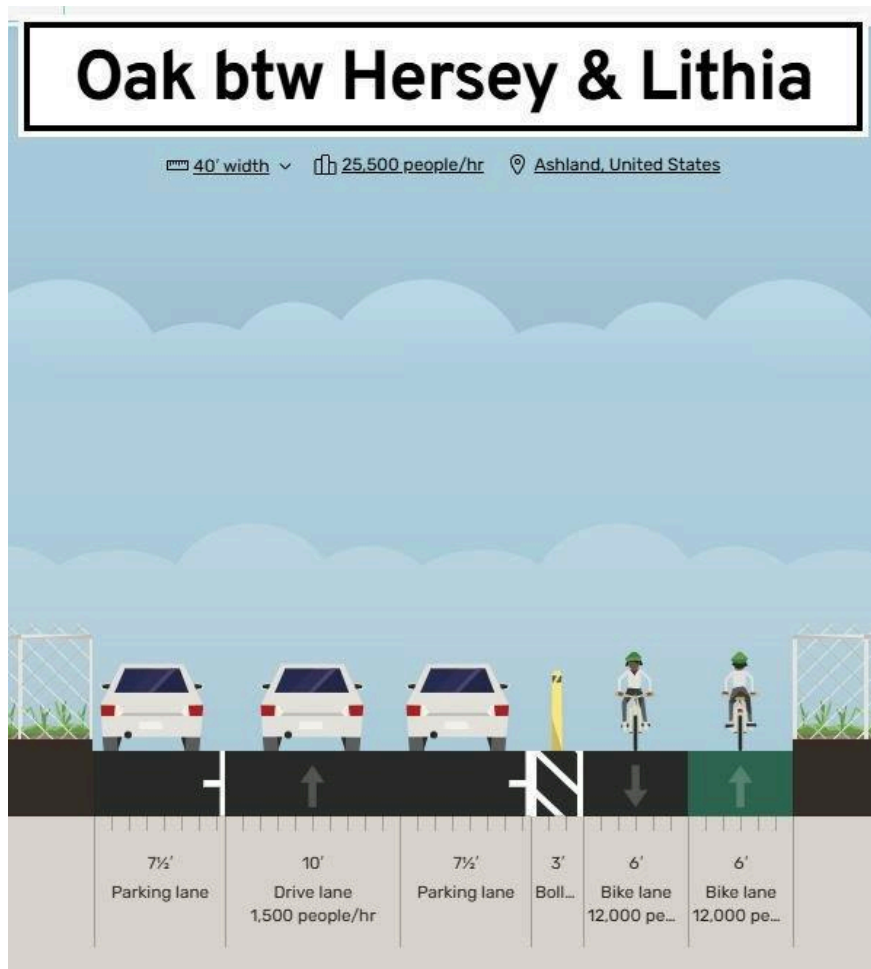 Oak btw Hersey & Lithia
40′ width 25,500 people/hr Ashland, United States
7½′ 10′ 7½′ 3′ 6′ 6′
Parking lane Drive lane Parking lane Boll... Bike lane Bike lane
1,500 people/hr 12,000 pe... 12,000 pe...